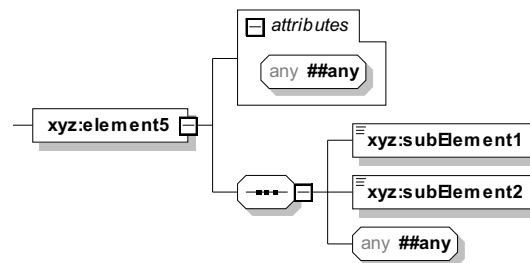 attributes
any ##any
xyz:element5
xyz:subElement1
xyz:subElement2
any ##any